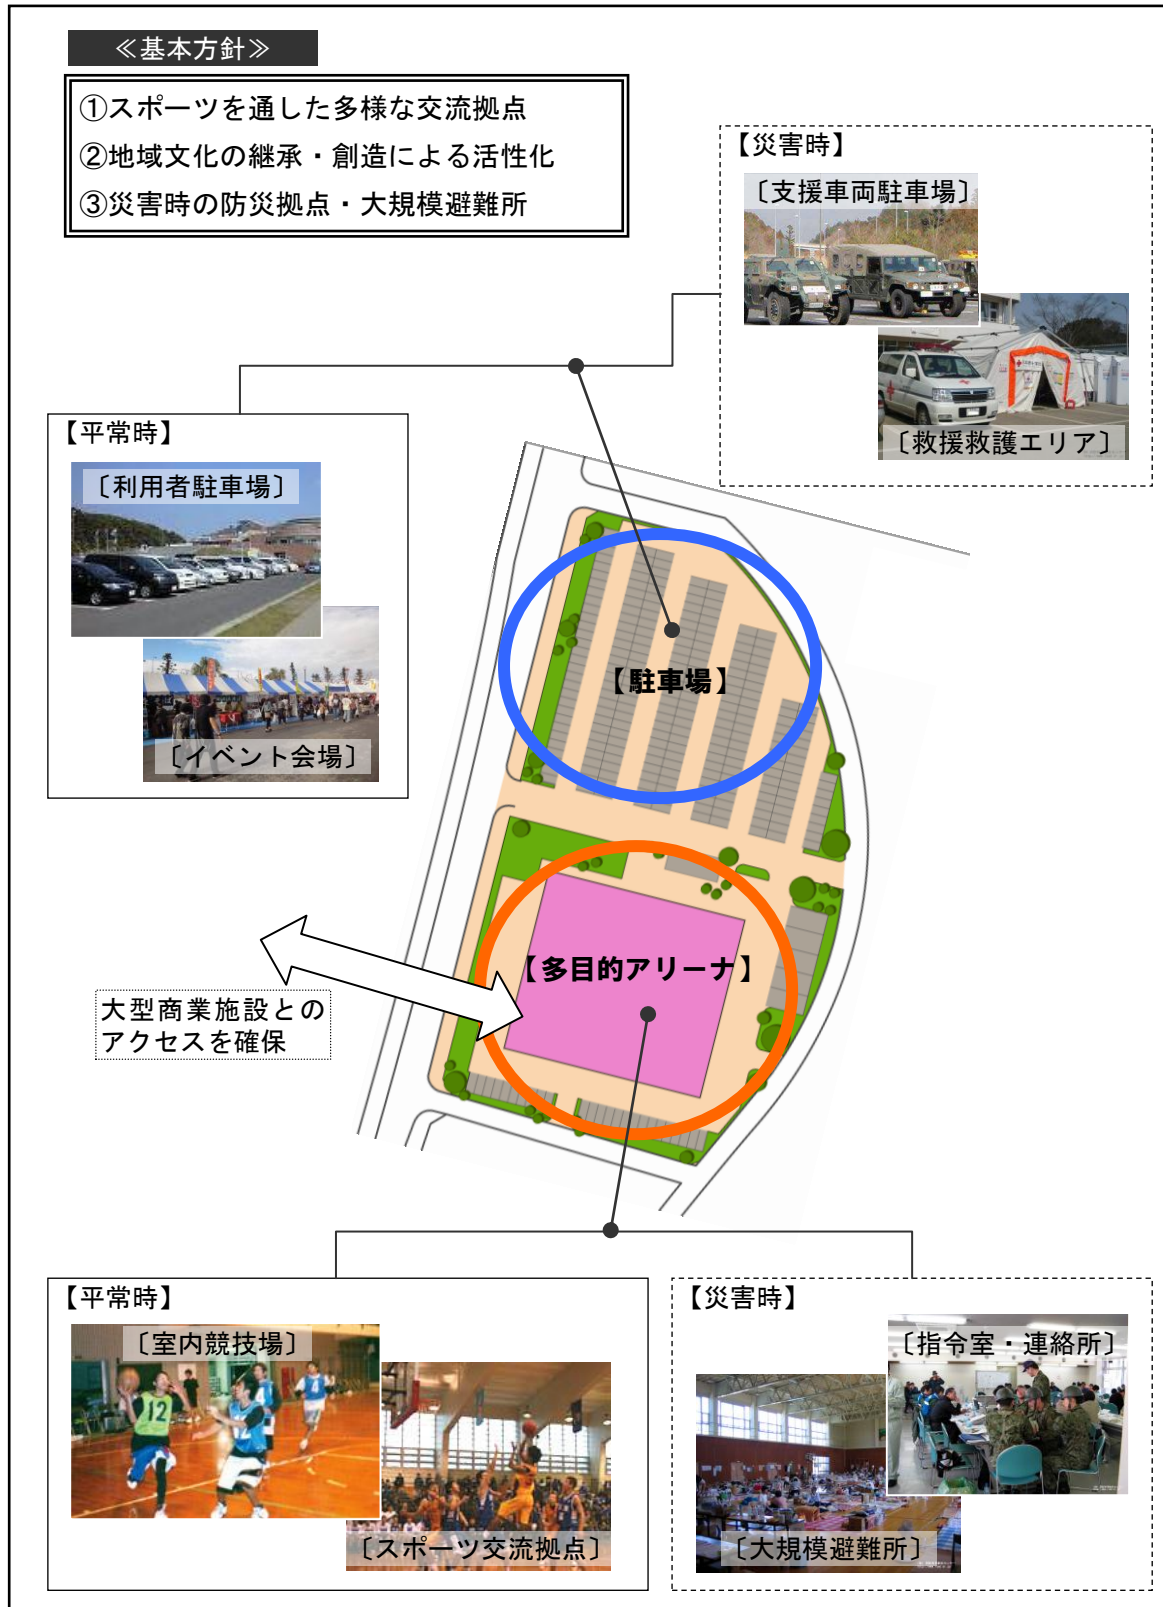 ≪基本方針≫
①スポーツを通した多様な交流拠点
②地域文化の継承・創造による活性化
③災害時の防災拠点・大規模避難所
【災害時】
〔支援車両駐車場〕
〔救援救護エリア〕
【平常時】
〔利用者駐車場〕
〔イベント会場〕
【駐車場】
【多目的アリーナ】
大型商業施設との
アクセスを確保
【平常時】
〔室内競技場〕
12
4
〔スポーツ交流拠点〕
【災害時】
〔指令室・連絡所〕
〔大規模避難所〕